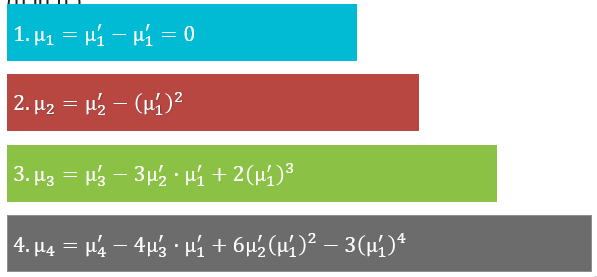 1. μ₁ = μ₁′ − μ₁′ = 0
2. μ₂ = μ₂′ − (μ₁′)²
3. μ₃ = μ₃′ − 3μ₂′ · μ₁′ + 2(μ₁′)³
4. μ₄ = μ₄′ − 4μ₃′ · μ₁′ + 6μ₂′(μ₁′)² − 3(μ₁′)⁴